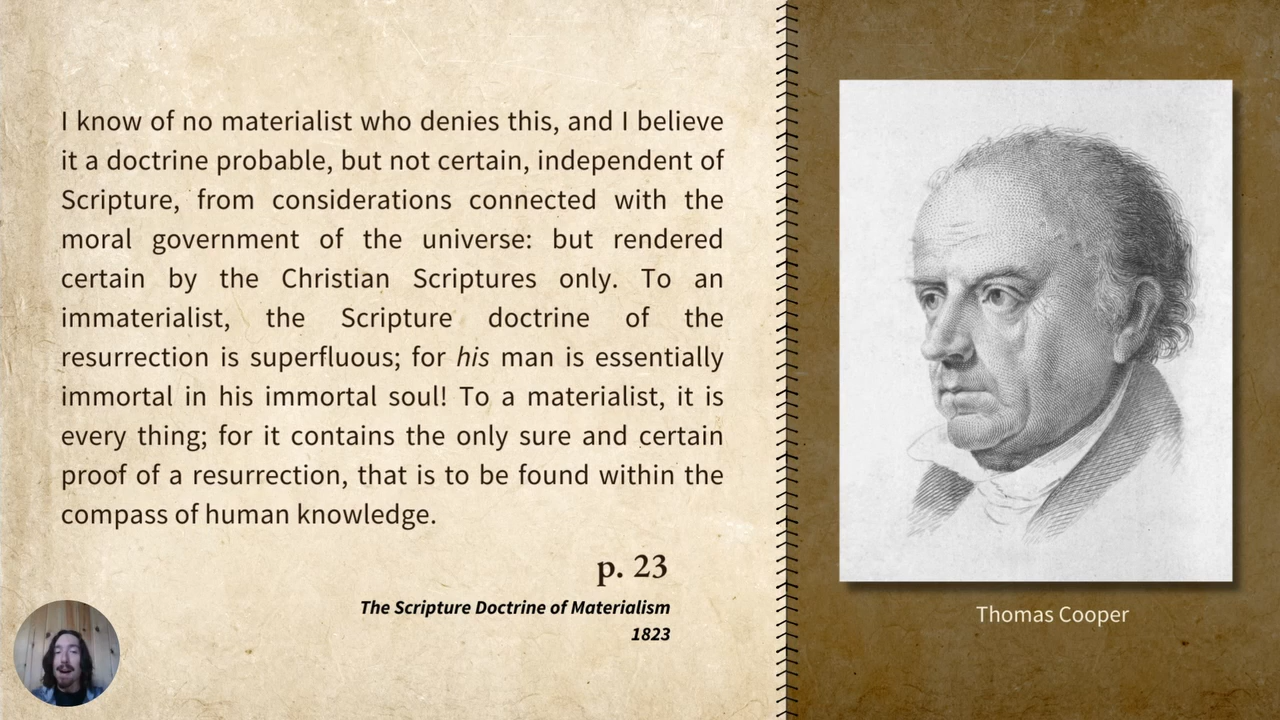 I know of no materialist who denies this, and I believe
it a doctrine probable, but not certain, independent of
Scripture, from considerations connected with the
moral government of the universe: but rendered
certain by the Christian Scriptures only. To an
immaterialist, the Scripture doctrine of the
resurrection is superfluous; for his man is essentially
immortal in his immortal soul! To a materialist, it is
every thing; for it contains the only sure and certain
proof of a resurrection, that is to be found within the
compass of human knowledge.
p. 23
The Scripture Doctrine of Materialism
1823
Thomas Cooper